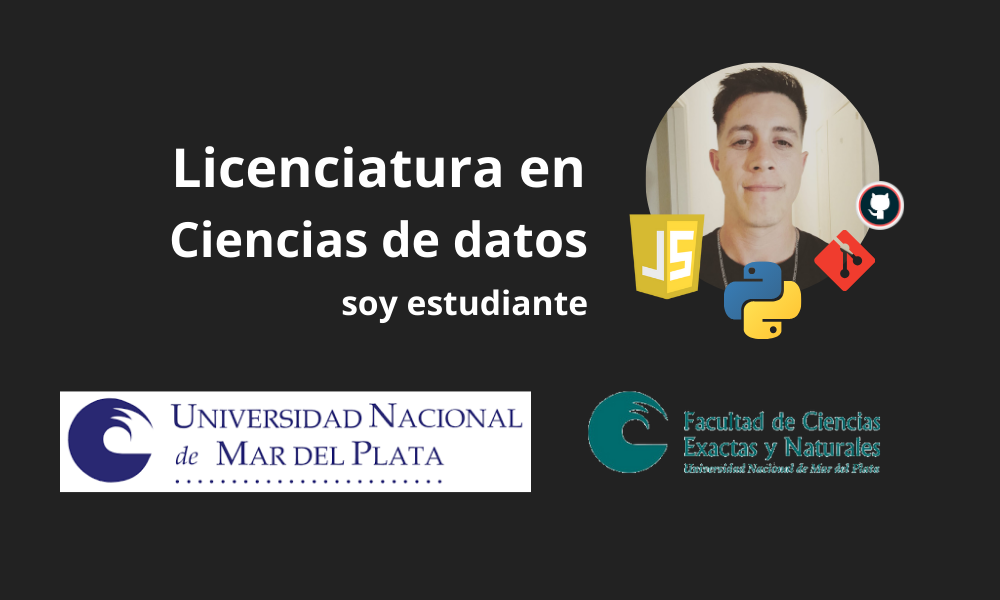 Licenciatura en
Ciencias de datos
soy estudiante
JS
UNIVERSIDAD NACIONAL
de MAR DEL PLATA
Facultad de Ciencias
Exactas y Naturales
Universidad Nacional de Mar del Plata